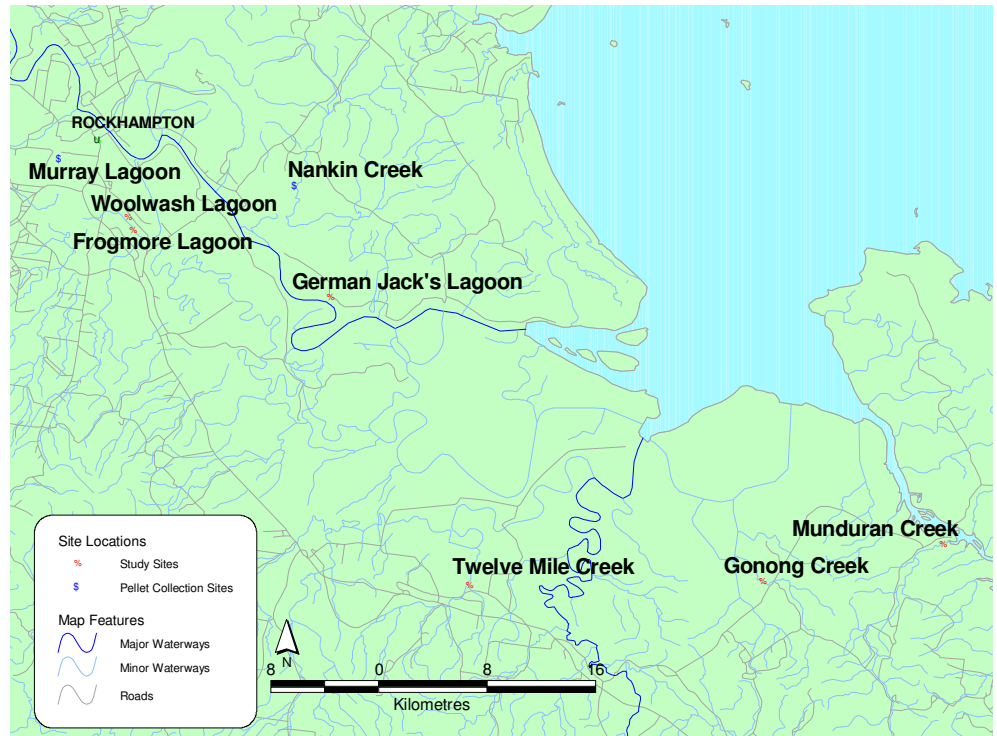 ROCKHAMPTON
u
$
Murray Lagoon
Nankin Creek
$
Woolwash Lagoon
%
%
Frogmore Lagoon
German Jack's Lagoon
%
Munduran Creek
%
Twelve Mile Creek
%
Gonong Creek
%
Site Locations
% Study Sites
$ Pellet Collection Sites
Map Features
Major Waterways
Minor Waterways
Roads
N
8 0 8 16
Kilometres